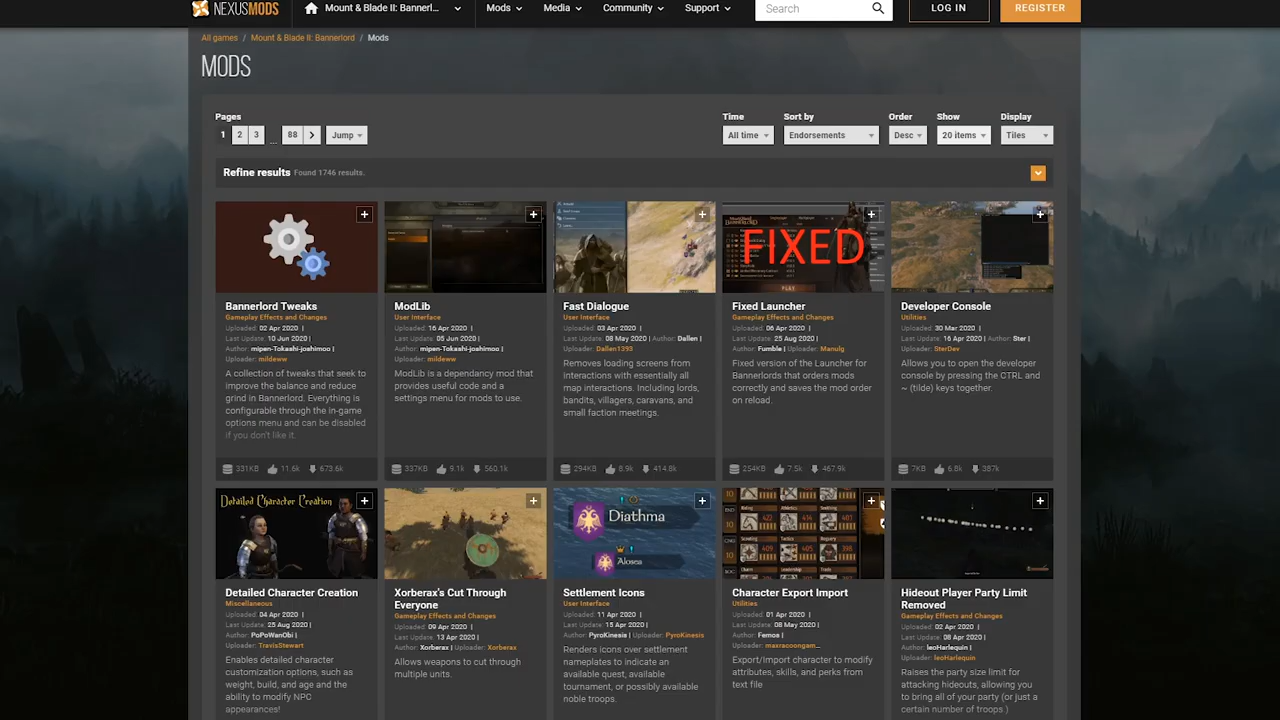 NEXUSMODS
Mount & Blade II: Bannerl...
Mods
Media
Community
Support
Search
LOG IN
REGISTER
All games / Mount & Blade II: Bannerlord / Mods
MODS
Pages
1 2 3 ... 88 Jump
Time
All time
Sort by
Endorsements
Order
Desc
Show
20 items
Display
Tiles
Refine results Found 1746 results.
Bannerlord Tweaks
Gameplay Effects and Changes
Uploaded: 02 Apr 2020 |
Last Update: 10 Jun 2020 |
Author: mipen-Tokashi-joshimoo |
Uploader: mildeww
A collection of tweaks that seek to
improve the balance and reduce
grind in Bannerlord. Everything is
configurable through the in-game
options menu and can be disabled
if you don't like it.
331KB 11.6k 673.6k
ModLib
User Interface
Uploaded: 16 Apr 2020 |
Last Update: 05 Jun 2020 |
Author: mipen-Tokashi-joshimoo |
Uploader: mildeww
ModLib is a dependancy mod that
provides useful code and a
settings menu for mods to use.
337KB 9.1k 560.1k
Fast Dialogue
User Interface
Uploaded: 03 Apr 2020 |
Last Update: 08 May 2020 | Author: Dallen |
Uploader: Dallen1393
Removes loading screens from
interactions with essentially all
map interactions. Including lords,
bandits, villagers, caravans, and
small faction meetings.
294KB 8.9k 414.8k
FIXED
PLAY
Fixed Launcher
Gameplay Effects and Changes
Uploaded: 06 Apr 2020 |
Last Update: 25 Aug 2020 |
Author: Fumble | Uploader: Manulg
Fixed version of the Launcher for
Bannerlords that orders mods
correctly and saves the mod order
on reload.
254KB 7.5k 467.9k
Developer Console
Utilities
Uploaded: 30 Mar 2020 |
Last Update: 16 Apr 2020 | Author: Ster |
Uploader: SterDev
Allows you to open the developer
console by pressing the CTRL and
~ (tilde) keys together.
7KB 6.8k 387k
Detailed Character Creation
Detailed Character Creation
Miscellaneous
Uploaded: 04 Apr 2020 |
Last Update: 25 Aug 2020 |
Author: PoPoWanObi |
Uploader: TravisStewart
Enables detailed character
customization options, such as
weight, build, and age and the
ability to modify NPC
appearances!
Xorberax's Cut Through
Everyone
Gameplay Effects and Changes
Uploaded: 09 Apr 2020 |
Last Update: 13 Apr 2020 |
Author: Xorberax | Uploader: Xorberax
Allows weapons to cut through
multiple units.
Diathma
Alosea
Settlement Icons
User Interface
Uploaded: 11 Apr 2020 |
Last Update: 15 Apr 2020 |
Author: PyroKinesis | Uploader: PyroKinesis
Renders icons over settlement
nameplates to indicate an
available quest, available
tournament, or possibly available
noble troops.
Character Export Import
Utilities
Uploaded: 01 Apr 2020 |
Last Update: 08 May 2020 |
Author: Femos |
Uploader: maxracoongam...
Export/Import character to modify
attributes, skills, and perks from
text file
Hideout Player Party Limit
Removed
Gameplay Effects and Changes
Uploaded: 02 Apr 2020 |
Last Update: 08 Apr 2020 |
Author: leoHarlequin |
Uploader: leoHarlequin
Raises the party size limit for
attacking hideouts, allowing you
to bring all of your party (or just a
certain number of troops )